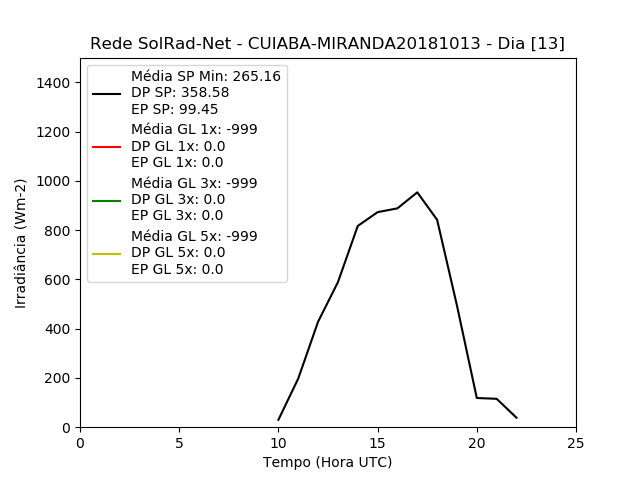 Rede SolRad-Net - CUIABA-MIRANDA20181013 - Dia [13]
Média SP Min: 265.16
DP SP: 358.58
EP SP: 99.45
Média GL 1x: -999
DP GL 1x: 0.0
EP GL 1x: 0.0
Média GL 3x: -999
DP GL 3x: 0.0
EP GL 3x: 0.0
Média GL 5x: -999
DP GL 5x: 0.0
EP GL 5x: 0.0
Irradiância (Wm-2)
1400
1200
1000
800
600
400
200
0
0 5 10 15 20 25
Tempo (Hora UTC)